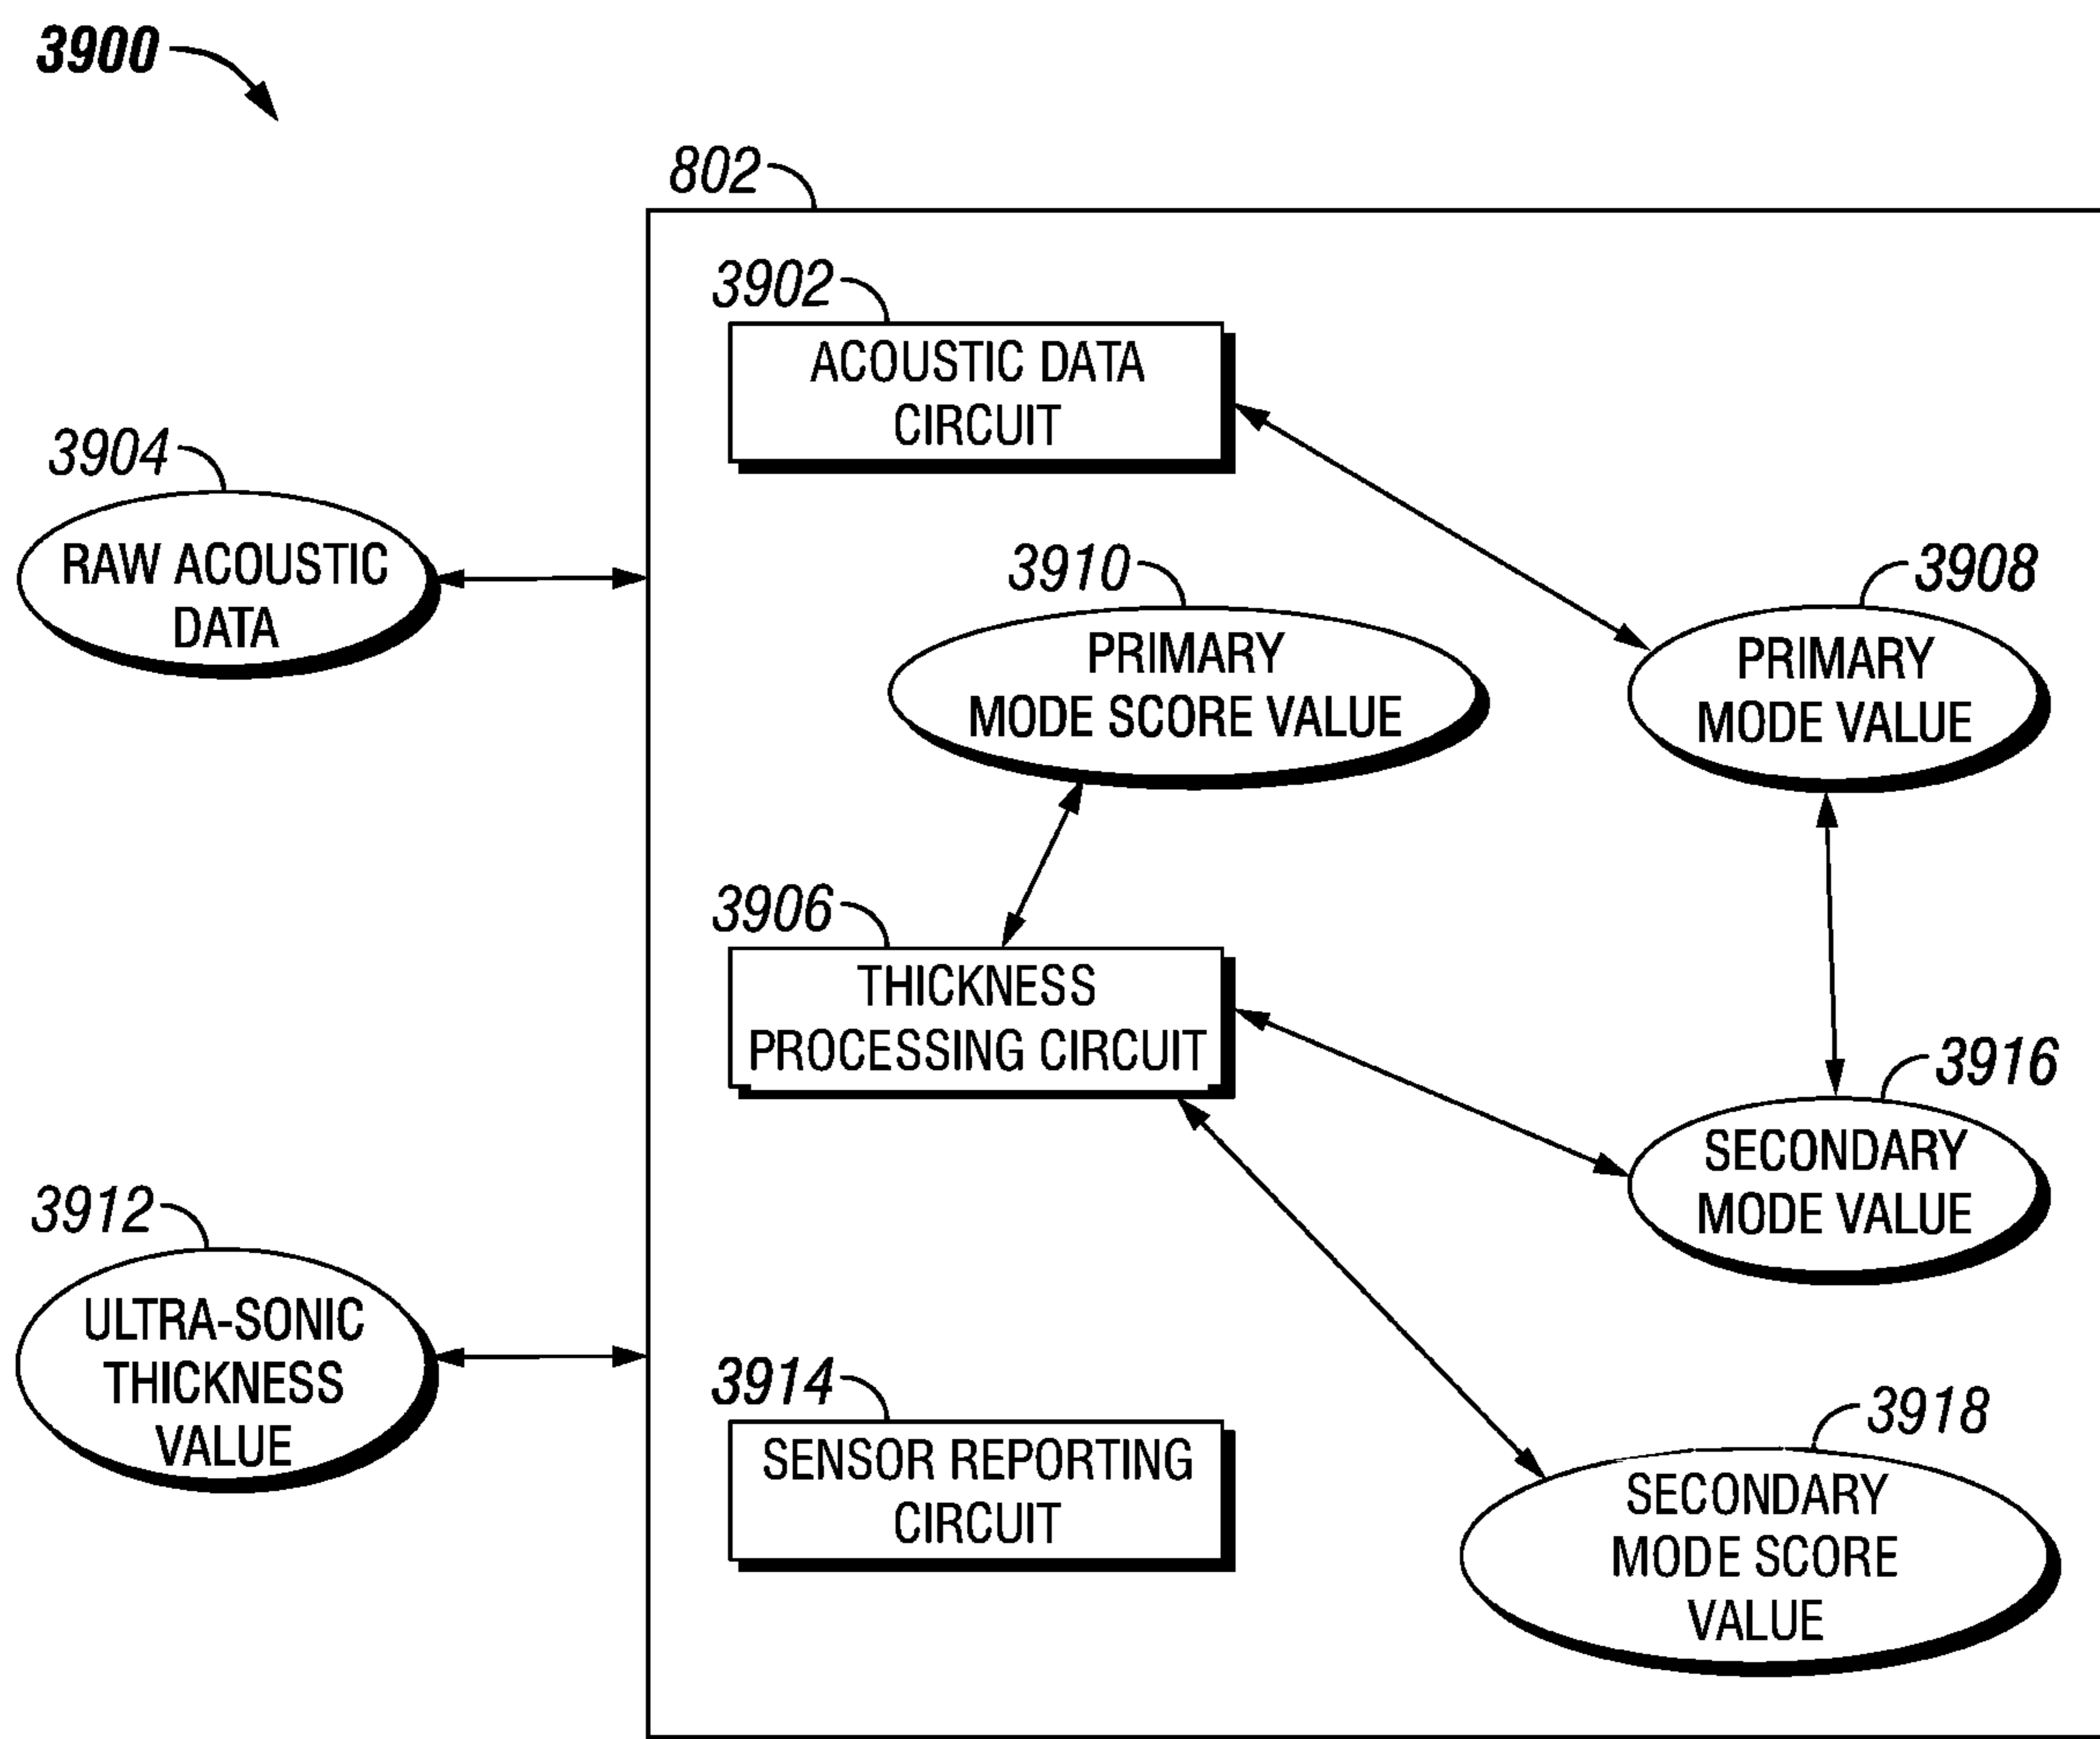 3900
802
3902
ACOUSTIC DATA
CIRCUIT
3904
RAW ACOUSTIC
DATA
3910
PRIMARY
MODE SCORE VALUE
3908
PRIMARY
MODE VALUE
3906
THICKNESS
PROCESSING CIRCUIT
3916
SECONDARY
MODE VALUE
3912
ULTRA-SONIC
THICKNESS
VALUE
3914
SENSOR REPORTING
CIRCUIT
3918
SECONDARY
MODE SCORE
VALUE